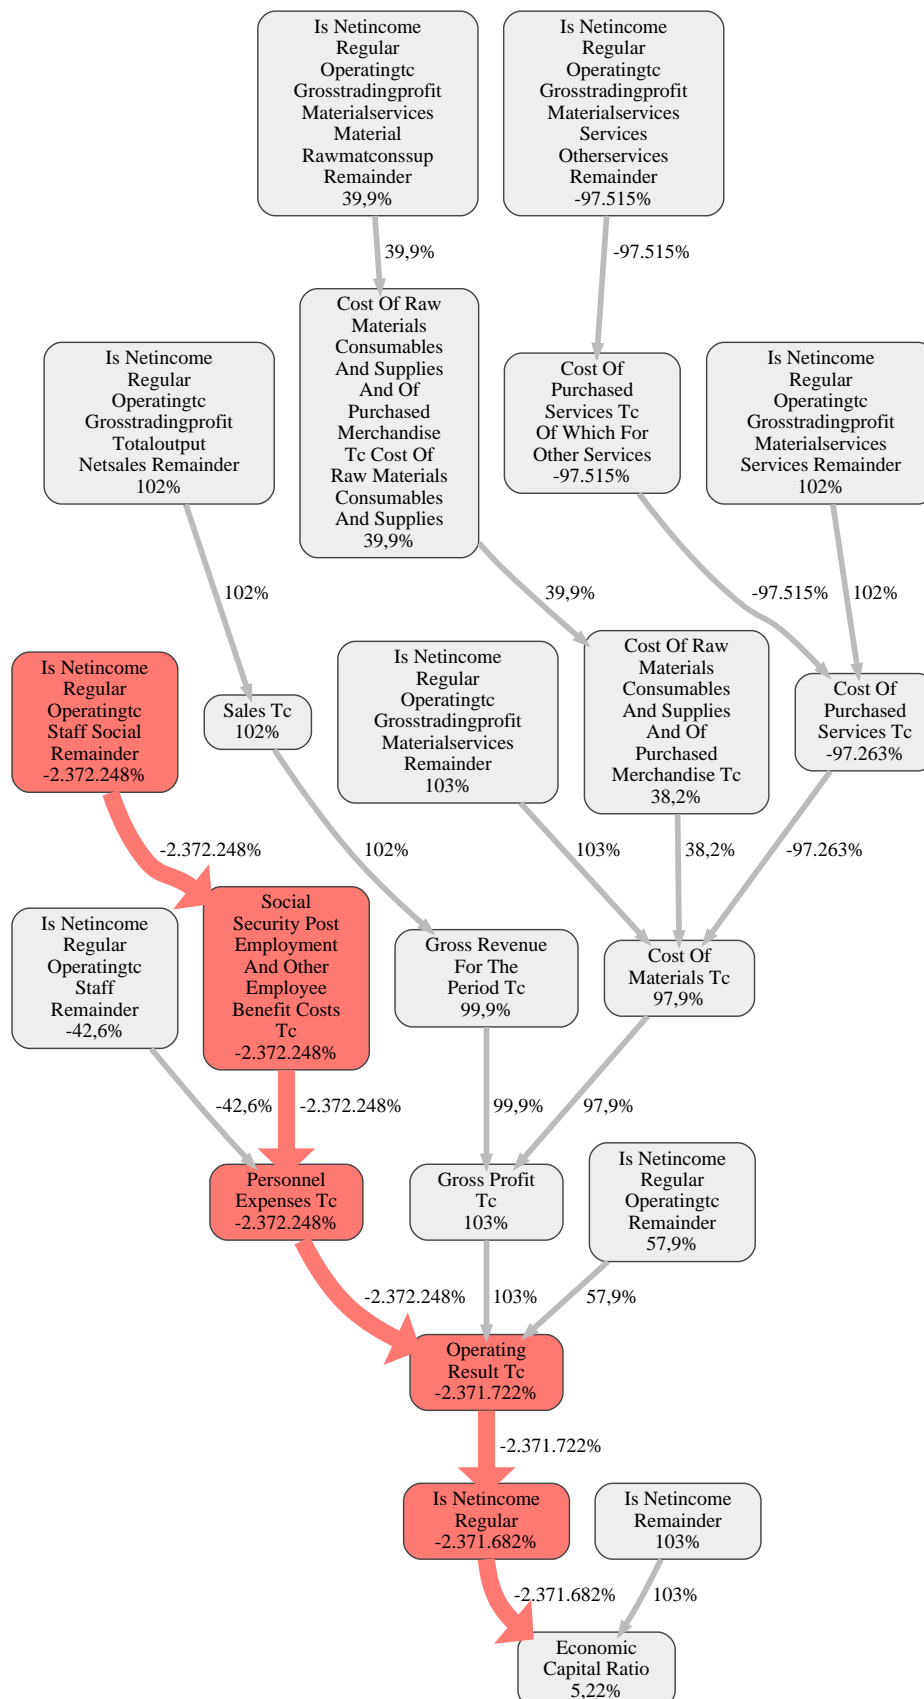 Is Netincome
Regular
Operatingtc
Grosstradingprofit
Materialservices
Material
Rawmatconssup
Remainder
39,9%
Is Netincome
Regular
Operatingtc
Grosstradingprofit
Materialservices
Services
Otherservices
Remainder
-97.515%
39,9%
-97.515%
Cost Of Raw
Materials
Consumables
And Supplies
And Of
Purchased
Merchandise
Tc Cost Of
Raw Materials
Consumables
And Supplies
39,9%
Is Netincome
Regular
Operatingtc
Grosstradingprofit
Totaloutput
Netsales Remainder
102%
Cost Of
Purchased
Services Tc
Of Which For
Other Services
-97.515%
Is Netincome
Regular
Operatingtc
Grosstradingprofit
Materialservices
Services Remainder
102%
102%
39,9%
-97.515%
102%
Is Netincome
Regular
Operatingtc
Staff Social
Remainder
-2.372.248%
Sales Tc
102%
Is Netincome
Regular
Operatingtc
Grosstradingprofit
Materialservices
Remainder
103%
Cost Of Raw
Materials
Consumables
And Supplies
And Of
Purchased
Merchandise Tc
38,2%
Cost Of
Purchased
Services Tc
-97.263%
-2.372.248%
102%
103%
38,2%
-97.263%
Is Netincome
Regular
Operatingtc
Staff
Remainder
-42,6%
Social
Security Post
Employment
And Other
Employee
Benefit Costs
Tc
-2.372.248%
Gross Revenue
For The
Period Tc
99,9%
Cost Of
Materials Tc
97,9%
-42,6%
-2.372.248%
99,9%
97,9%
Personnel
Expenses Tc
-2.372.248%
Gross Profit
Tc
103%
Is Netincome
Regular
Operatingtc
Remainder
57,9%
-2.372.248%
103%
57,9%
Operating
Result Tc
-2.371.722%
-2.371.722%
Is Netincome
Regular
-2.371.682%
Is Netincome
Remainder
103%
-2.371.682%
103%
Economic
Capital Ratio
5,22%